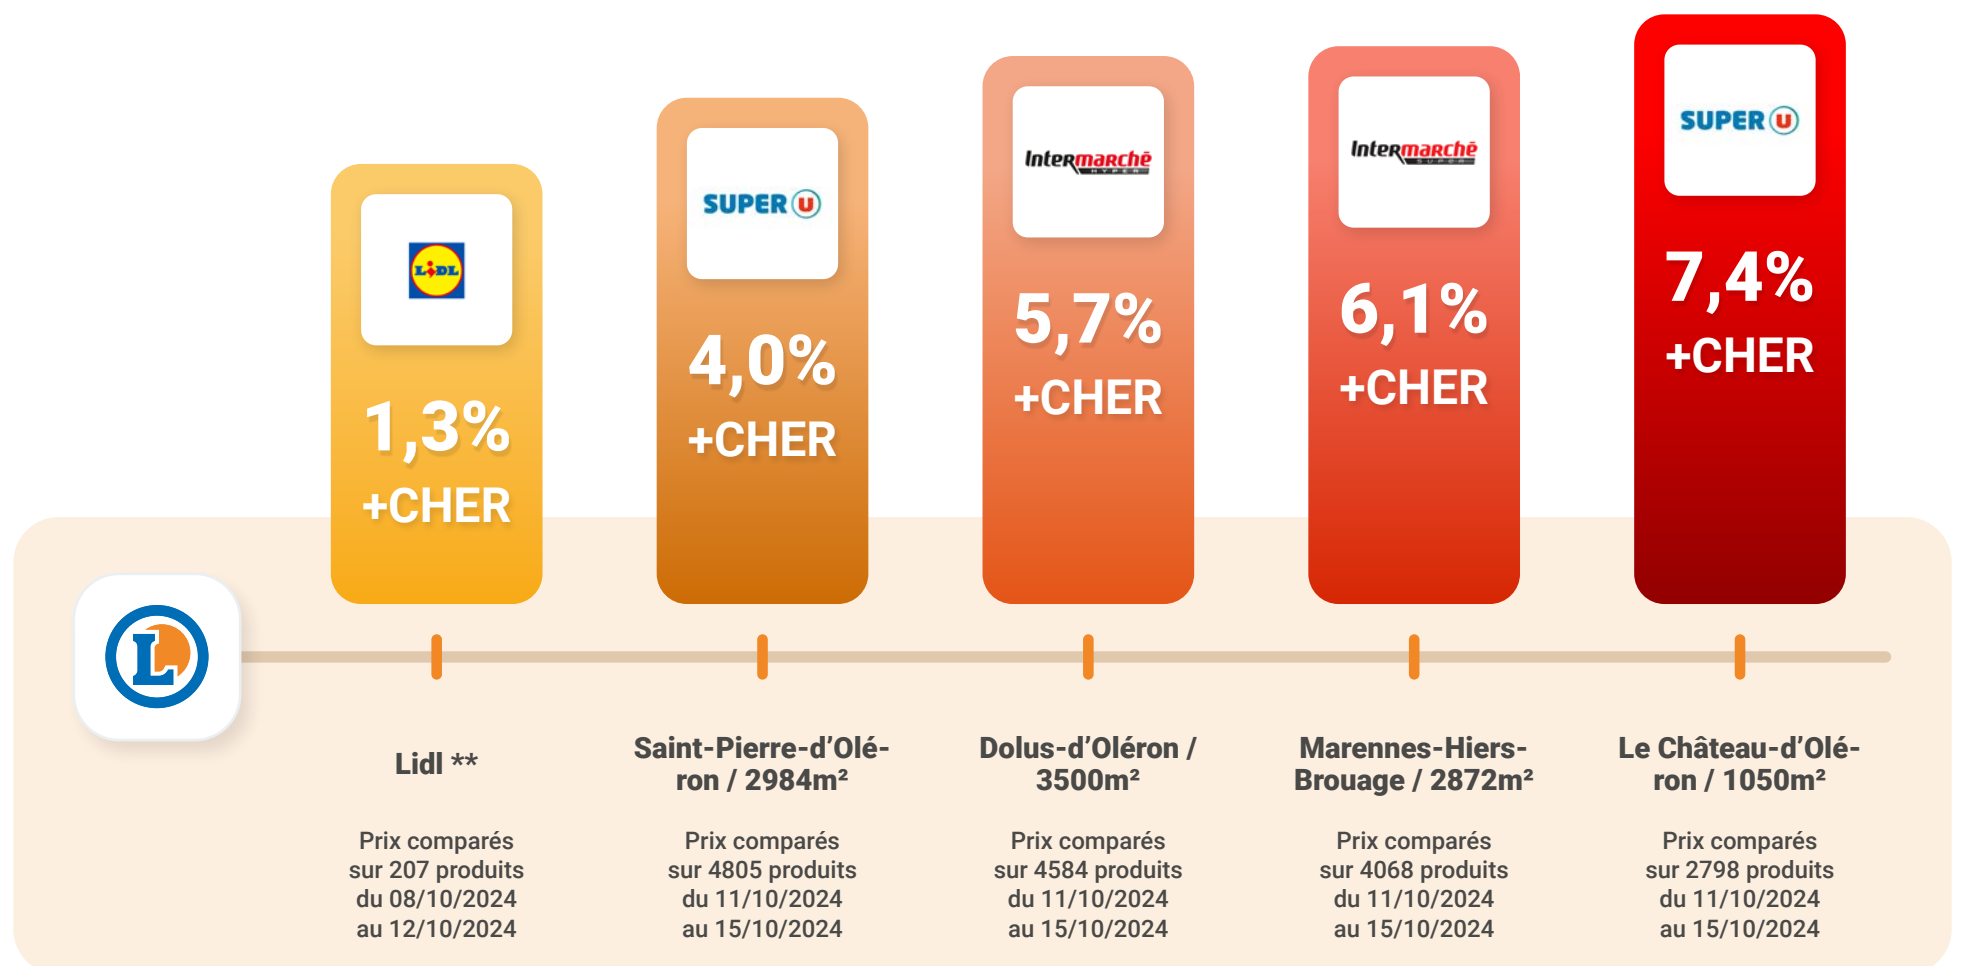 LIDL
1,3%
+CHER
SUPER U
4,0%
+CHER
Intermarchē
HYPER
5,7%
+CHER
Intermarchē
SUPER
6,1%
+CHER
SUPER U
7,4%
+CHER
L
Lidl **
Prix comparés
sur 207 produits
du 08/10/2024
au 12/10/2024
Saint-Pierre-d’Olé-
ron / 2984m²
Prix comparés
sur 4805 produits
du 11/10/2024
au 15/10/2024
Dolus-d’Oléron /
3500m²
Prix comparés
sur 4584 produits
du 11/10/2024
au 15/10/2024
Marennes-Hiers-
Brouage / 2872m²
Prix comparés
sur 4068 produits
du 11/10/2024
au 15/10/2024
Le Château-d’Olé-
ron / 1050m²
Prix comparés
sur 2798 produits
du 11/10/2024
au 15/10/2024